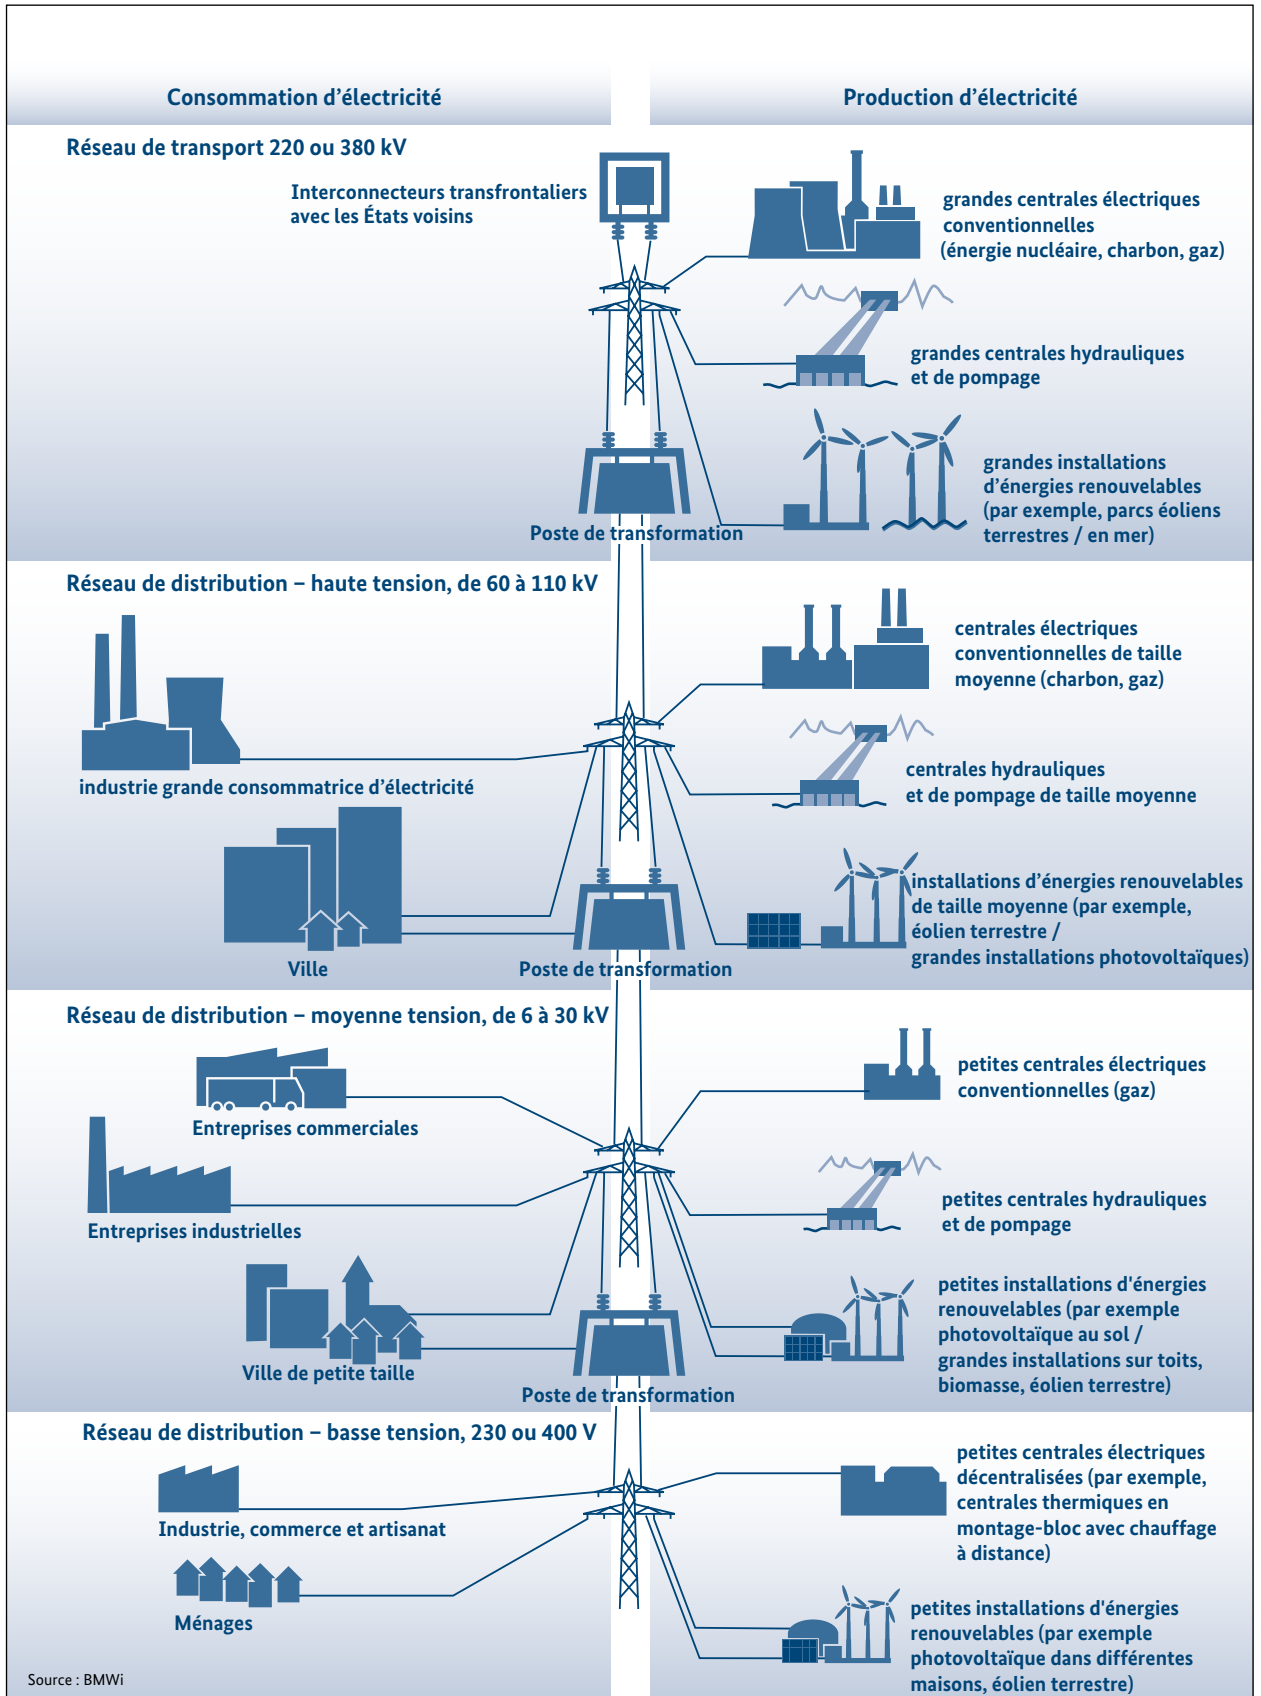 Consommation d’électricité
Production d’électricité
Réseau de transport 220 ou 380 kV
Interconnecteurs transfrontaliers
avec les États voisins
grandes centrales électriques
conventionnelles
(énergie nucléaire, charbon, gaz)
grandes centrales hydrauliques
et de pompage
grandes installations
d’énergies renouvelables
(par exemple, parcs éoliens
terrestres / en mer)
Poste de transformation
Réseau de distribution – haute tension, de 60 à 110 kV
industrie grande consommatrice d’électricité
Ville
centrales électriques
conventionnelles de taille
moyenne (charbon, gaz)
centrales hydrauliques
et de pompage de taille moyenne
installations d’énergies renouvelables
de taille moyenne (par exemple,
éolien terrestre /
grandes installations photovoltaïques)
Poste de transformation
Réseau de distribution – moyenne tension, de 6 à 30 kV
Entreprises commerciales
Entreprises industrielles
Ville de petite taille
petites centrales électriques
conventionnelles (gaz)
petites centrales hydrauliques
et de pompage
petites installations d'énergies
renouvelables (par exemple
photovoltaïque au sol /
grandes installations sur toits,
biomasse, éolien terrestre)
Poste de transformation
Réseau de distribution – basse tension, 230 ou 400 V
Industrie, commerce et artisanat
Ménages
petites centrales électriques
décentralisées (par exemple,
centrales thermiques en
montage-bloc avec chauffage
à distance)
petites installations d'énergies
renouvelables (par exemple
photovoltaïque dans différentes
maisons, éolien terrestre)
Source : BMWi